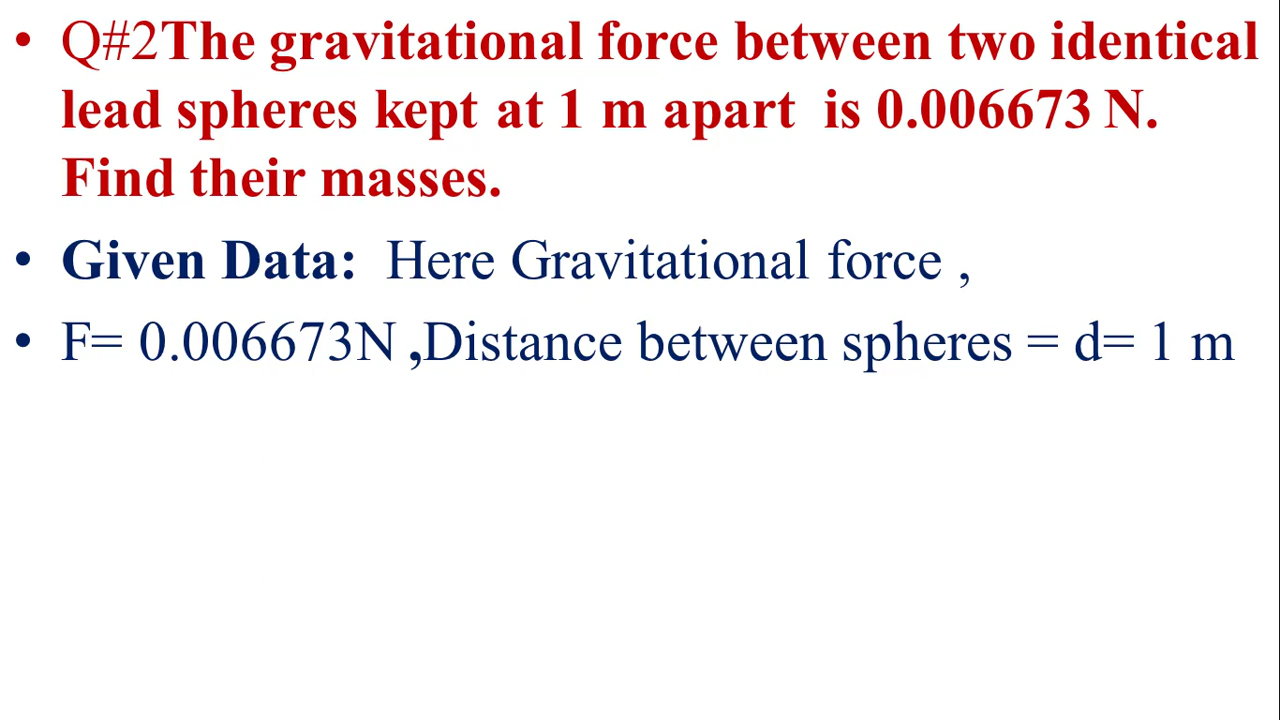 • Q#2The gravitational force between two identical
lead spheres kept at 1 m apart is 0.006673 N.
Find their masses.
• Given Data: Here Gravitational force ,
• F= 0.006673N ,Distance between spheres = d= 1 m